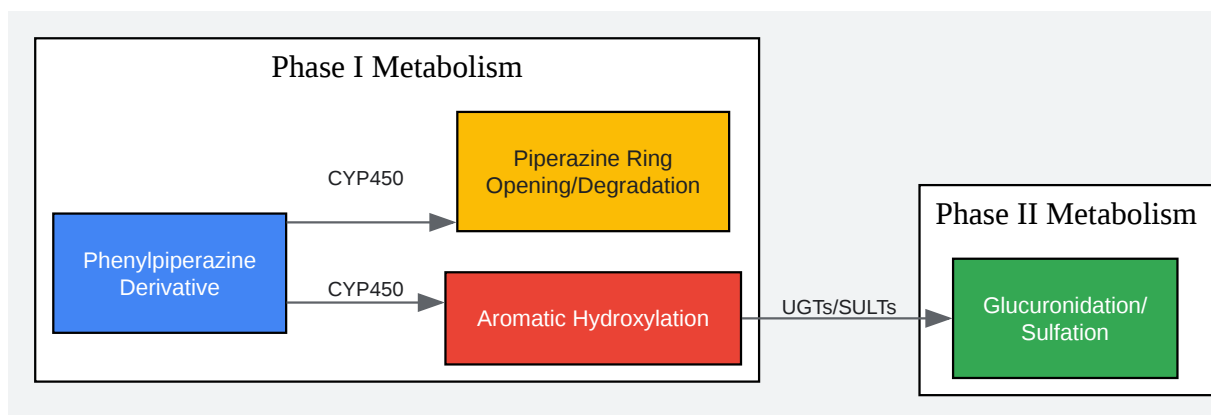 Phase I Metabolism
Piperazine Ring
Opening/Degradation
CYP450
Phenylpiperazine
Derivative
CYP450
Aromatic Hydroxylation
UGTs/SULTs
Phase II Metabolism
Glucuronidation/
Sulfation